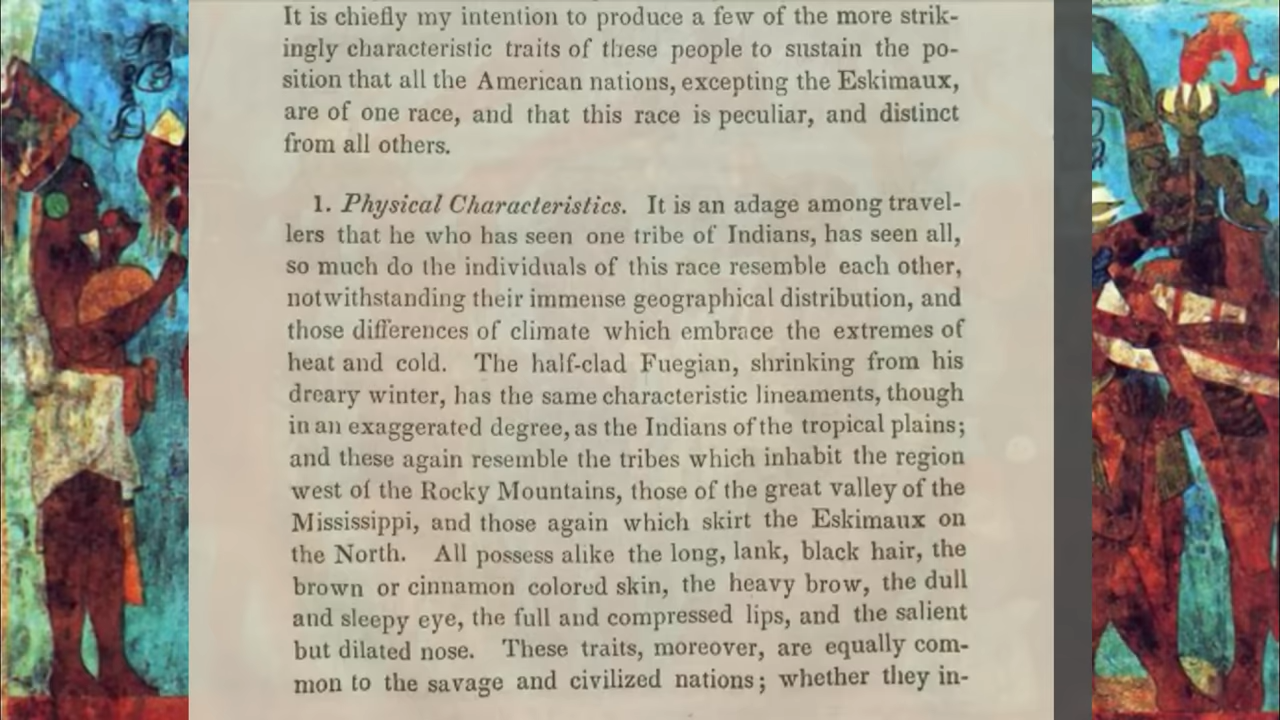 It is chiefly my intention to produce a few of the more strik-
ingly characteristic traits of these people to sustain the po-
sition that all the American nations, excepting the Eskimaux,
are of one race, and that this race is peculiar, and distinct
from all others.
1. Physical Characteristics. It is an adage among travel-
lers that he who has seen one tribe of Indians, has seen all,
so much do the individuals of this race resemble each other,
notwithstanding their immense geographical distribution, and
those differences of climate which embrace the extremes of
heat and cold. The half-clad Fuegian, shrinking from his
dreary winter, has the same characteristic lineaments, though
in an exaggerated degree, as the Indians of the tropical plains;
and these again resemble the tribes which inhabit the region
west of the Rocky Mountains, those of the great valley of the
Mississippi, and those again which skirt the Eskimaux on
the North. All possess alike the long, lank, black hair, the
brown or cinnamon colored skin, the heavy brow, the dull
and sleepy eye, the full and compressed lips, and the salient
but dilated nose. These traits, moreover, are equally com-
mon to the savage and civilized nations; whether they in-